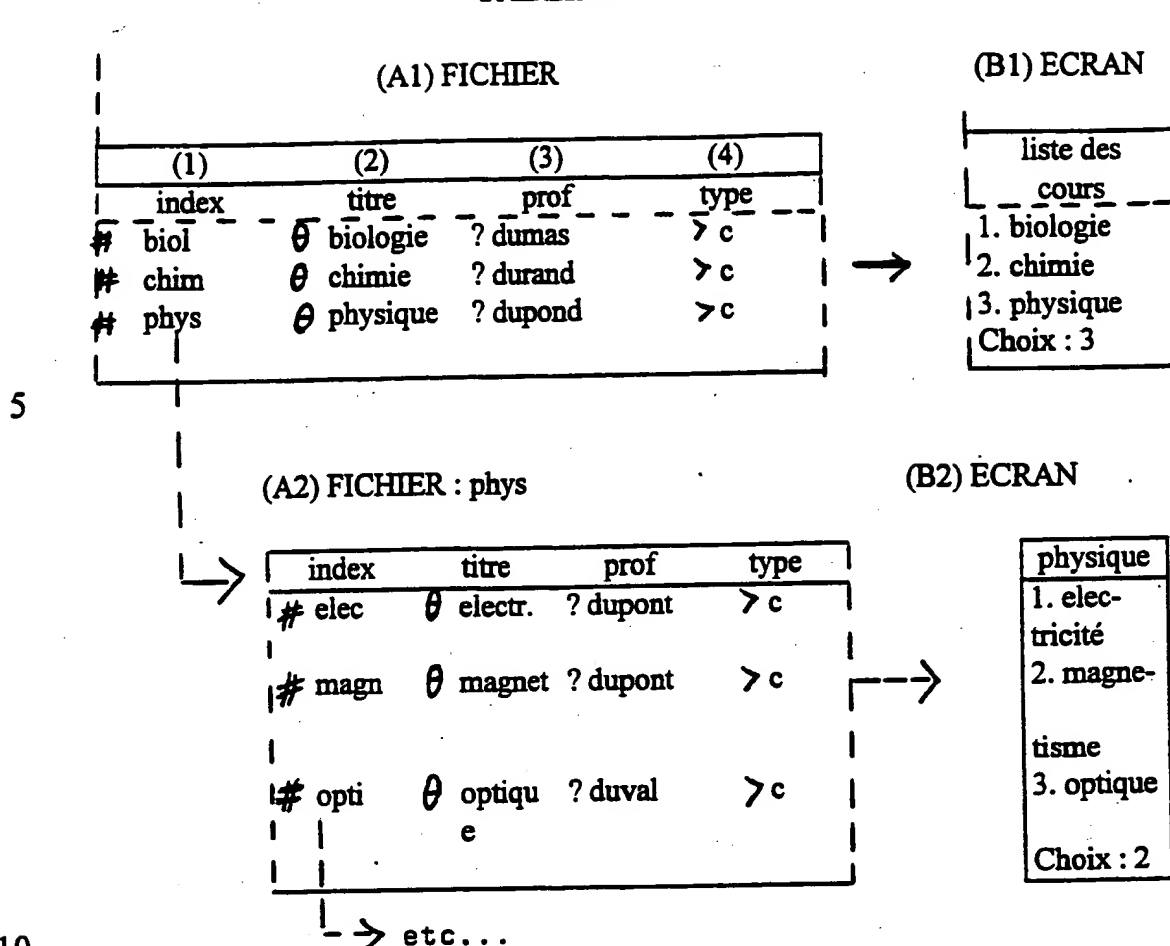 (A1) FICHIER
(B1) ECRAN
(1) (2) (3) (4)
index titre prof type
# biol θ biologie ? dumas > c
# chim θ chimie ? durand > c
# phys θ physique ? dupond > c
liste des
cours
1. biologie
2. chimie
3. physique
Choix : 3
5
(A2) FICHIER : phys
(B2) ECRAN
index titre prof type
# elec θ electr. ? dupont > c
# magn θ magnet ? dupont > c
# opti θ optiqu ? duval > c
e
physique
1. elec-
tricité
2. magne-
tisme
3. optique
Choix : 2
etc...